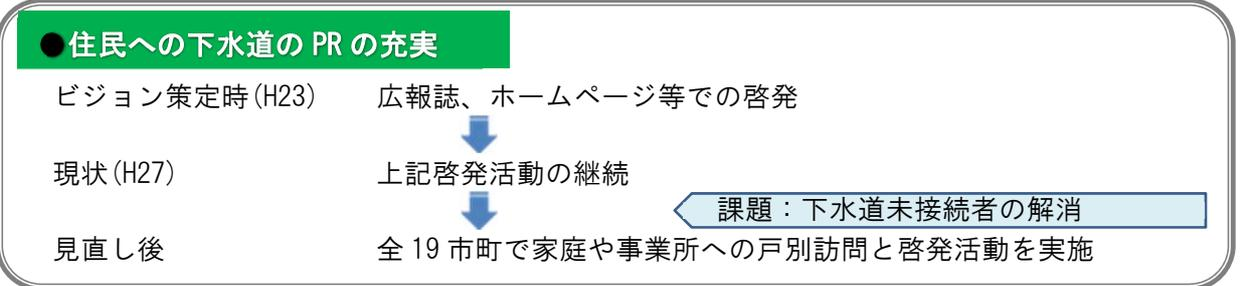 ●住民への下水道の PR の充実
ビジョン策定時(H23) 広報誌、ホームページ等での啓発
現状(H27) 上記啓発活動の継続
課題：下水道未接続者の解消
見直し後 全 19 市町で家庭や事業所への戸別訪問と啓発活動を実施